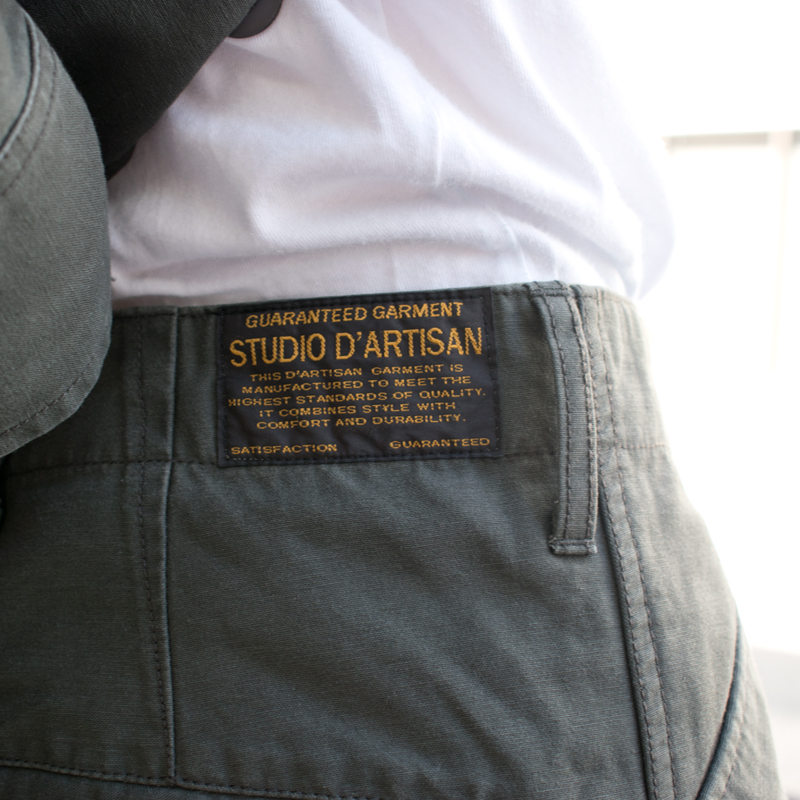 GUARANTEED GARMENT
STUDIO D'ARTISAN
THIS D'ARTISAN GARMENT IS
MANUFACTURED TO MEET THE
HIGHEST STANDARDS OF QUALITY.
IT COMBINES STYLE WITH
COMFORT AND DURABILITY.
SATISFACTION GUARANTEED